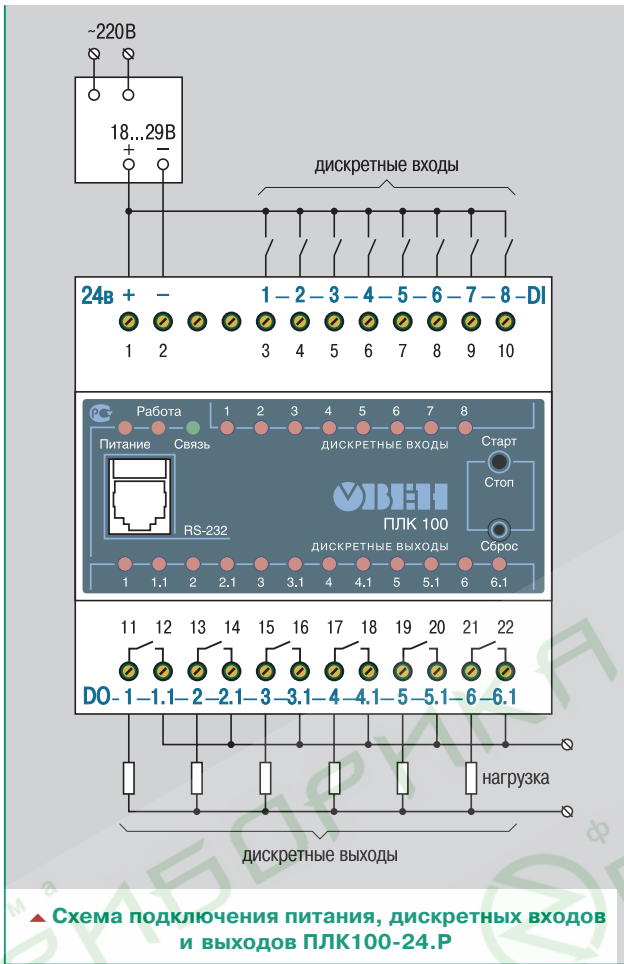 ~220В
18...29В
+ −
дискретные входы
24в + − 1 – 2 – 3 – 4 – 5 – 6 – 7 – 8 – DI
1 2 3 4 5 6 7 8 9 10
РС
Работа 1 2 3 4 5 6 7 8
Питание Связь ДИСКРЕТНЫЕ ВХОДЫ Старт
Стоп
ОВЕН
ПЛК 100
RS-232
ДИСКРЕТНЫЕ ВЫХОДЫ Сброс
1 1.1 2 2.1 3 3.1 4 4.1 5 5.1 6 6.1
11 12 13 14 15 16 17 18 19 20 21 22
DO- 1 –1.1– 2 –2.1– 3 –3.1– 4 –4.1– 5 –5.1– 6 –6.1
нагрузка
дискретные выходы
Схема подключения питания, дискретных входов
и выходов ПЛК100-24.Р